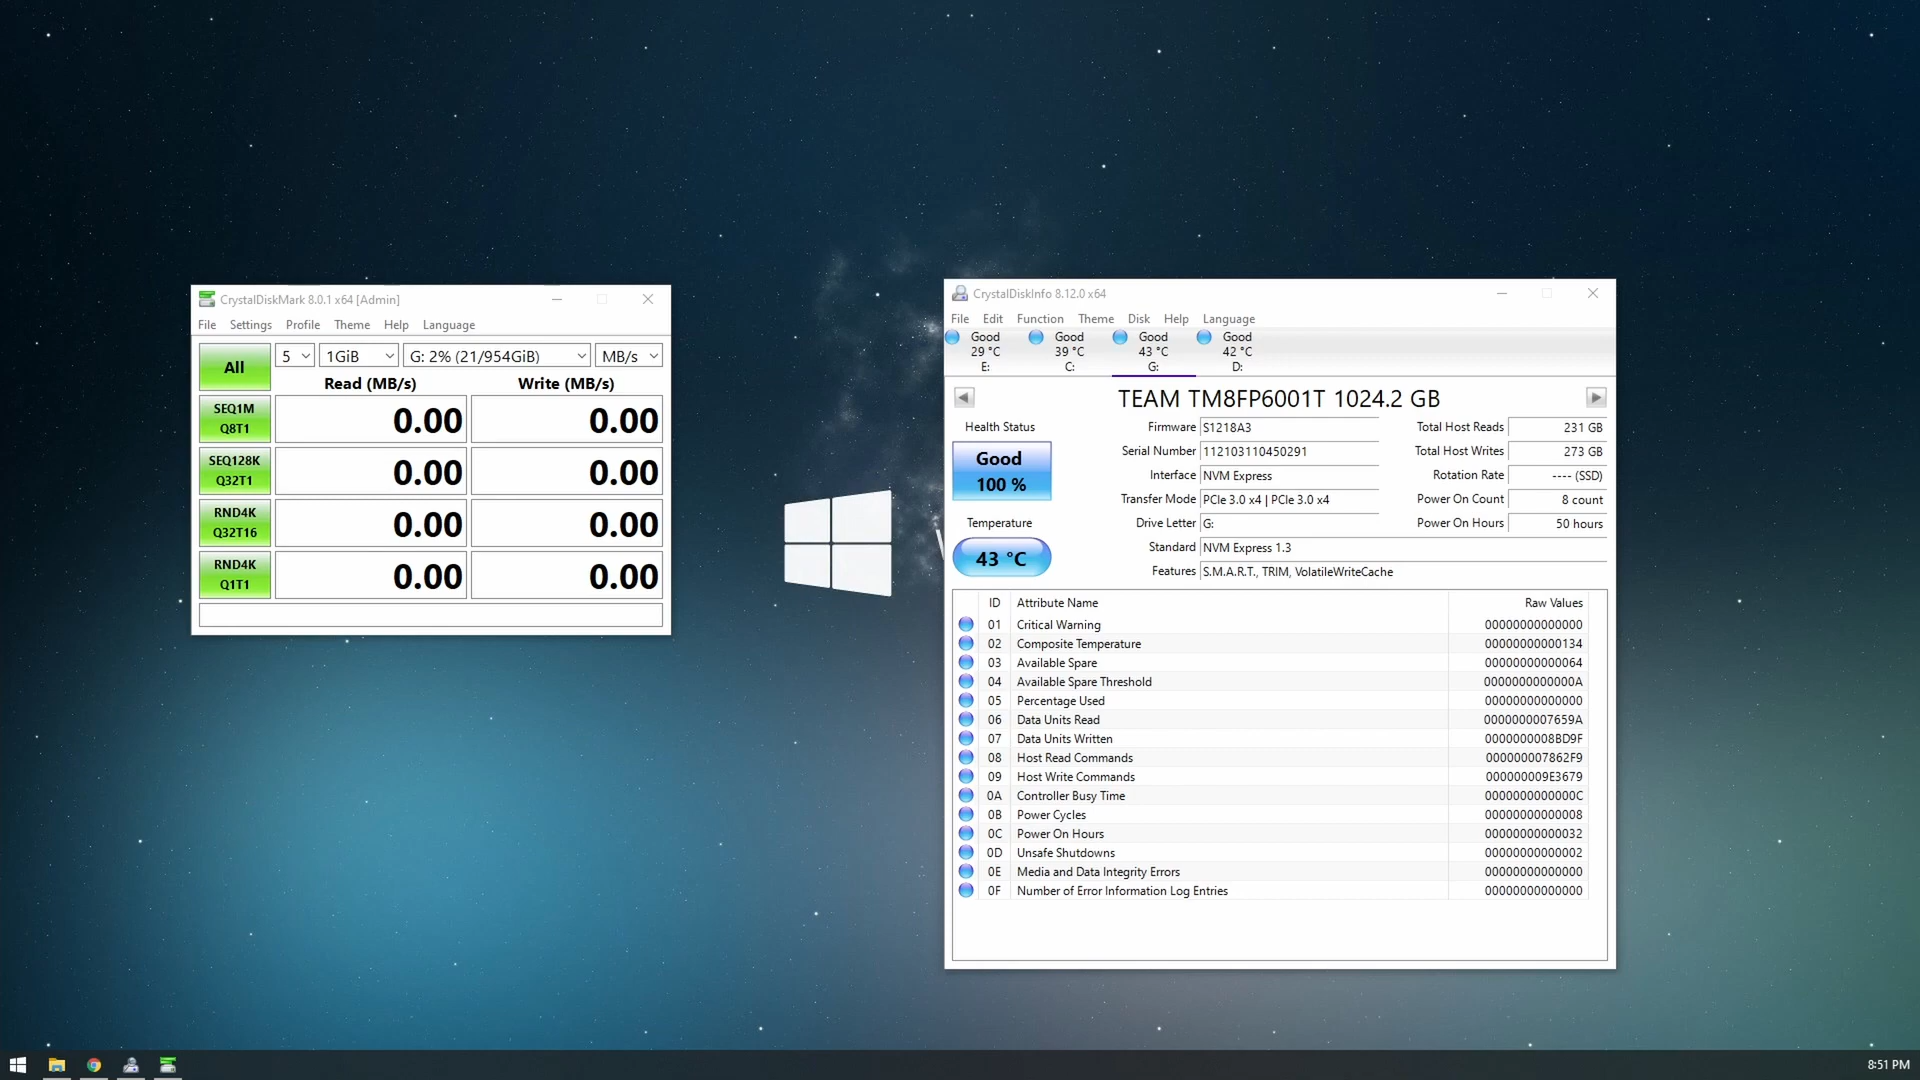 CrystalDiskMark 8.0.1 x64 [Admin]
File Settings Profile Theme Help Language
All
5 1GiB G: 2% (21/954GiB) MB/s
Read (MB/s) Write (MB/s)
SEQ1M
Q8T1
0.00 0.00
SEQ128K
Q32T1
0.00 0.00
RND4K
Q32T16
0.00 0.00
RND4K
Q1T1
0.00 0.00
CrystalDiskInfo 8.12.0 x64
File Edit Function Theme Disk Help Language
Good Good Good Good
29 °C 39 °C 43 °C 42 °C
E: C: G: D:
TEAM TM8FP6001T 1024.2 GB
Health Status
Good
100 %
Temperature
43 °C
Firmware S1218A3
Serial Number 112103110450291
Interface NVM Express
Transfer Mode PCIe 3.0 x4 | PCIe 3.0 x4
Drive Letter G:
Standard NVM Express 1.3
Features S.M.A.R.T., TRIM, VolatileWriteCache
Total Host Reads 231 GB
Total Host Writes 273 GB
Rotation Rate ---- (SSD)
Power On Count 8 count
Power On Hours 50 hours
ID Attribute Name Raw Values
01 Critical Warning 00000000000000
02 Composite Temperature 00000000000134
03 Available Spare 00000000000064
04 Available Spare Threshold 0000000000000A
05 Percentage Used 00000000000000
06 Data Units Read 0000000007659A
07 Data Units Written 0000000008BD9F
08 Host Read Commands 000000007862F9
09 Host Write Commands 000000009E3679
0A Controller Busy Time 0000000000000C
0B Power Cycles 00000000000008
0C Power On Hours 00000000000032
0D Unsafe Shutdowns 00000000000002
0E Media and Data Integrity Errors 00000000000000
0F Number of Error Information Log Entries 00000000000000
8:51 PM